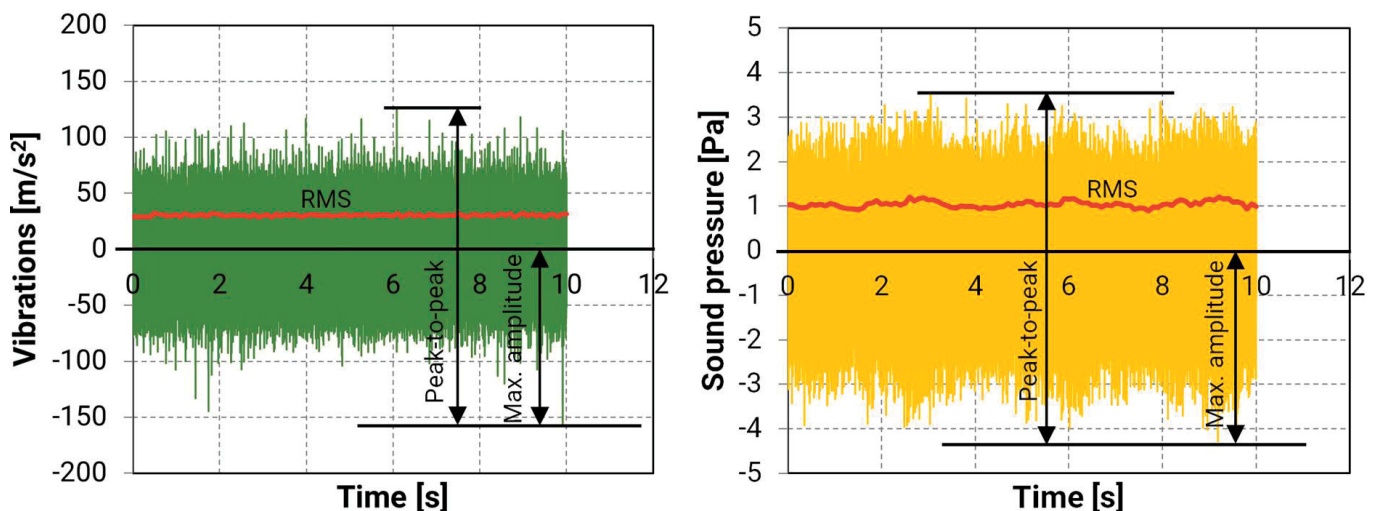 200
150
100
50
0
-50
-100
-150
-200
Vibrations [m/s²]
RMS
Peak-to-peak
Max. amplitude
0 2 4 6 8 10 12
Time [s]
5
4
3
2
1
0
-1
-2
-3
-4
-5
Sound pressure [Pa]
RMS
Peak-to-peak
Max. amplitude
0 2 4 6 8 10 12
Time [s]